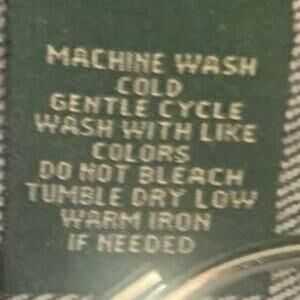 MACHINE WASH
COLD
GENTLE CYCLE
WASH WITH LIKE
COLORS
DO NOT BLEACH
TUMBLE DRY LOW
WARM IRON
IF NEEDED